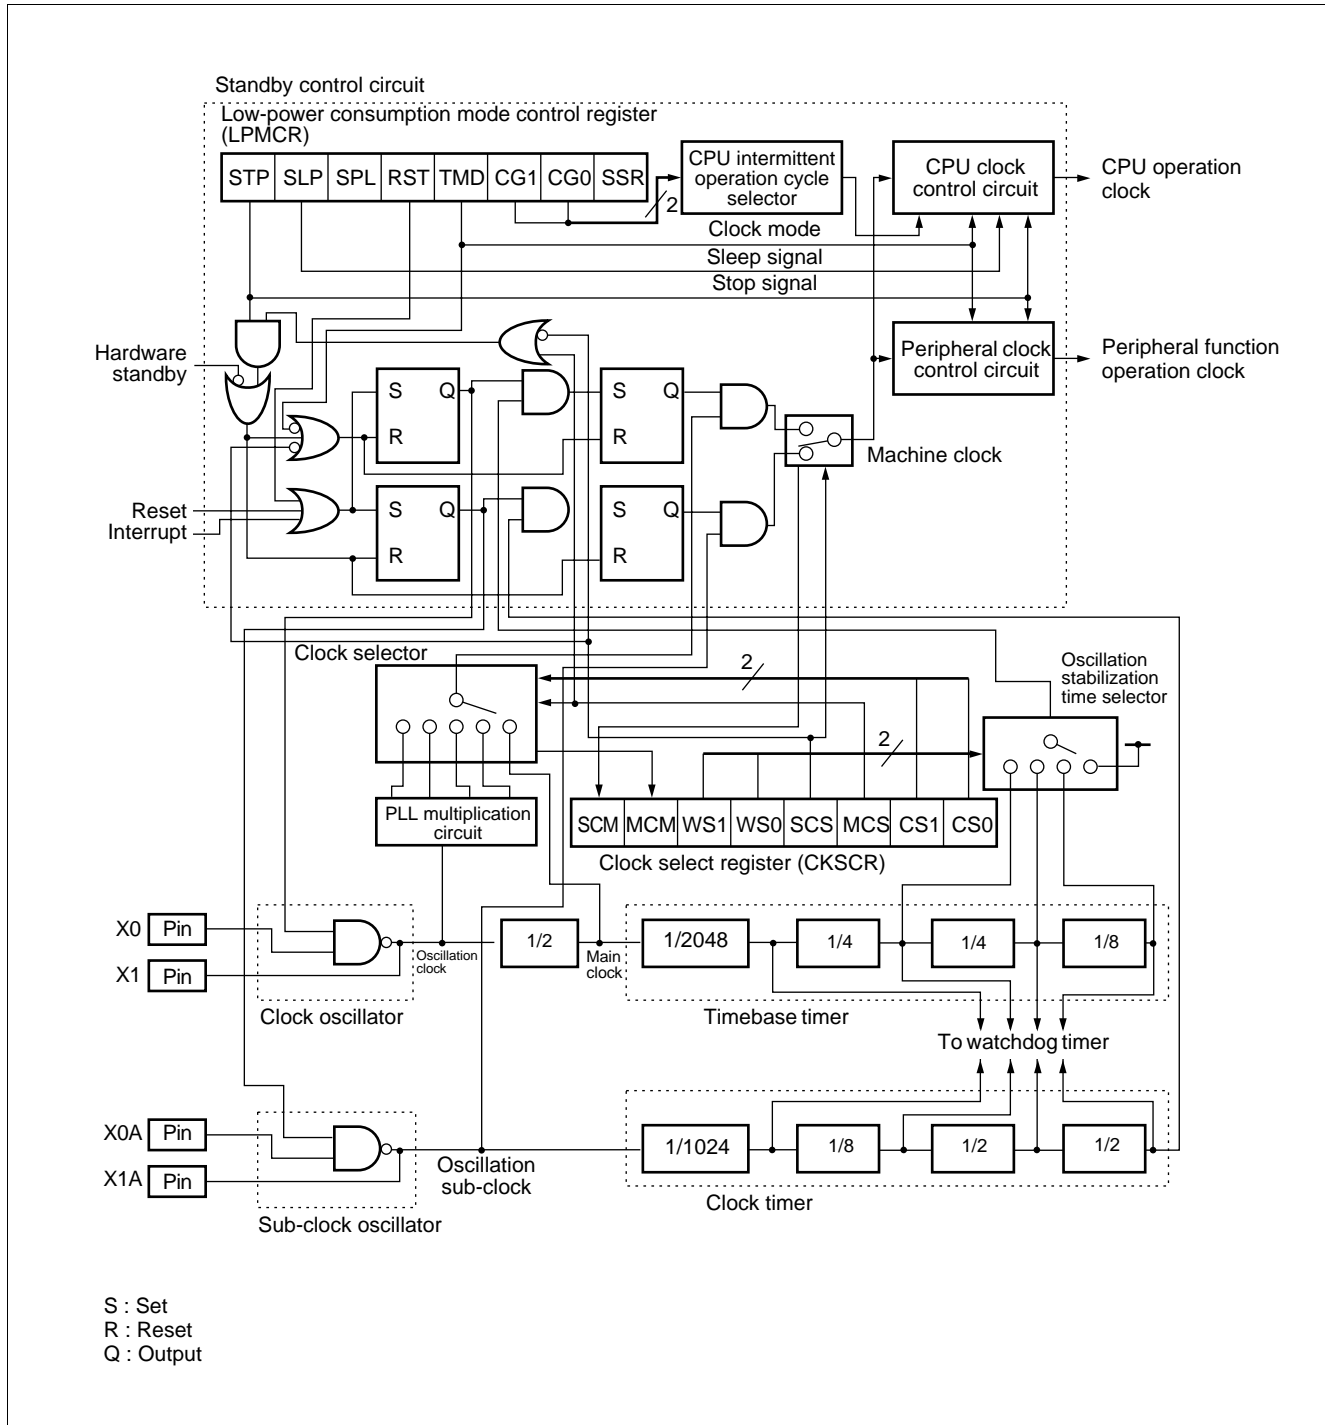 Standby control circuit
Low-power consumption mode control register
(LPMCR)
STP SLP SPL RST TMD CG1 CG0 SSR
2
CPU intermittent
operation cycle
selector
CPU clock
control circuit
CPU operation
clock
Clock mode
Sleep signal
Stop signal
Hardware
standby
Peripheral clock
control circuit
Peripheral function
operation clock
S Q
R
S Q
R
Machine clock
Reset
Interrupt
S Q
R
S Q
R
Clock selector
2
Oscillation
stabilization
time selector
2
PLL multiplication
circuit
SCM MCM WS1 WS0 SCS MCS CS1 CS0
Clock select register (CKSCR)
X0 Pin
X1 Pin
Oscillation
clock
1/2
Main
clock
1/2048
1/4
1/4
1/8
Clock oscillator
Timebase timer
To watchdog timer
X0A Pin
X1A Pin
Oscillation
sub-clock
1/1024
1/8
1/2
1/2
Clock timer
Sub-clock oscillator
S : Set
R : Reset
Q : Output